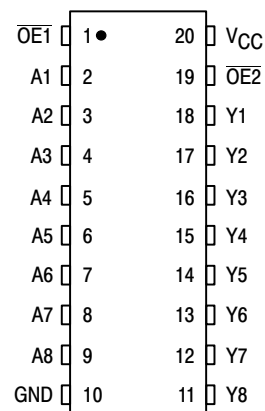 OE1 1 20 VCC
A1 2 19 OE2
A2 3 18 Y1
A3 4 17 Y2
A4 5 16 Y3
A5 6 15 Y4
A6 7 14 Y5
A7 8 13 Y6
A8 9 12 Y7
GND 10 11 Y8